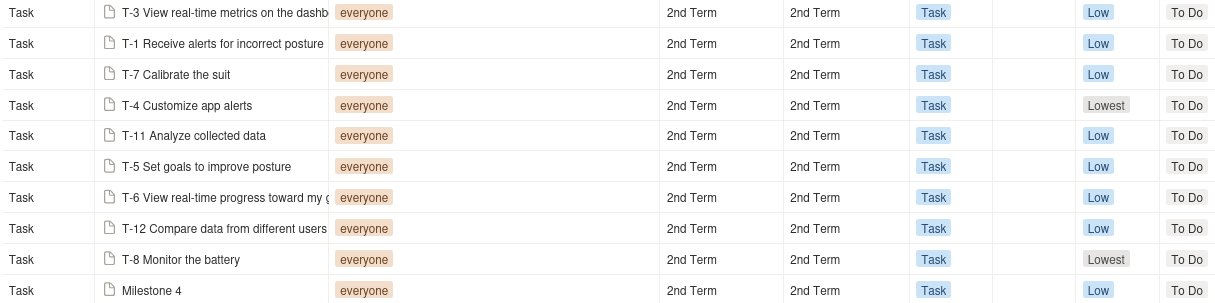 Task T-3 View real-time metrics on the dashb everyone 2nd Term 2nd Term Task Low To Do
Task T-1 Receive alerts for incorrect posture everyone 2nd Term 2nd Term Task Low To Do
Task T-7 Calibrate the suit everyone 2nd Term 2nd Term Task Low To Do
Task T-4 Customize app alerts everyone 2nd Term 2nd Term Task Lowest To Do
Task T-11 Analyze collected data everyone 2nd Term 2nd Term Task Low To Do
Task T-5 Set goals to improve posture everyone 2nd Term 2nd Term Task Low To Do
Task T-6 View real-time progress toward my g everyone 2nd Term 2nd Term Task Low To Do
Task T-12 Compare data from different users everyone 2nd Term 2nd Term Task Low To Do
Task T-8 Monitor the battery everyone 2nd Term 2nd Term Task Lowest To Do
Task Milestone 4 everyone 2nd Term 2nd Term Task Low To Do